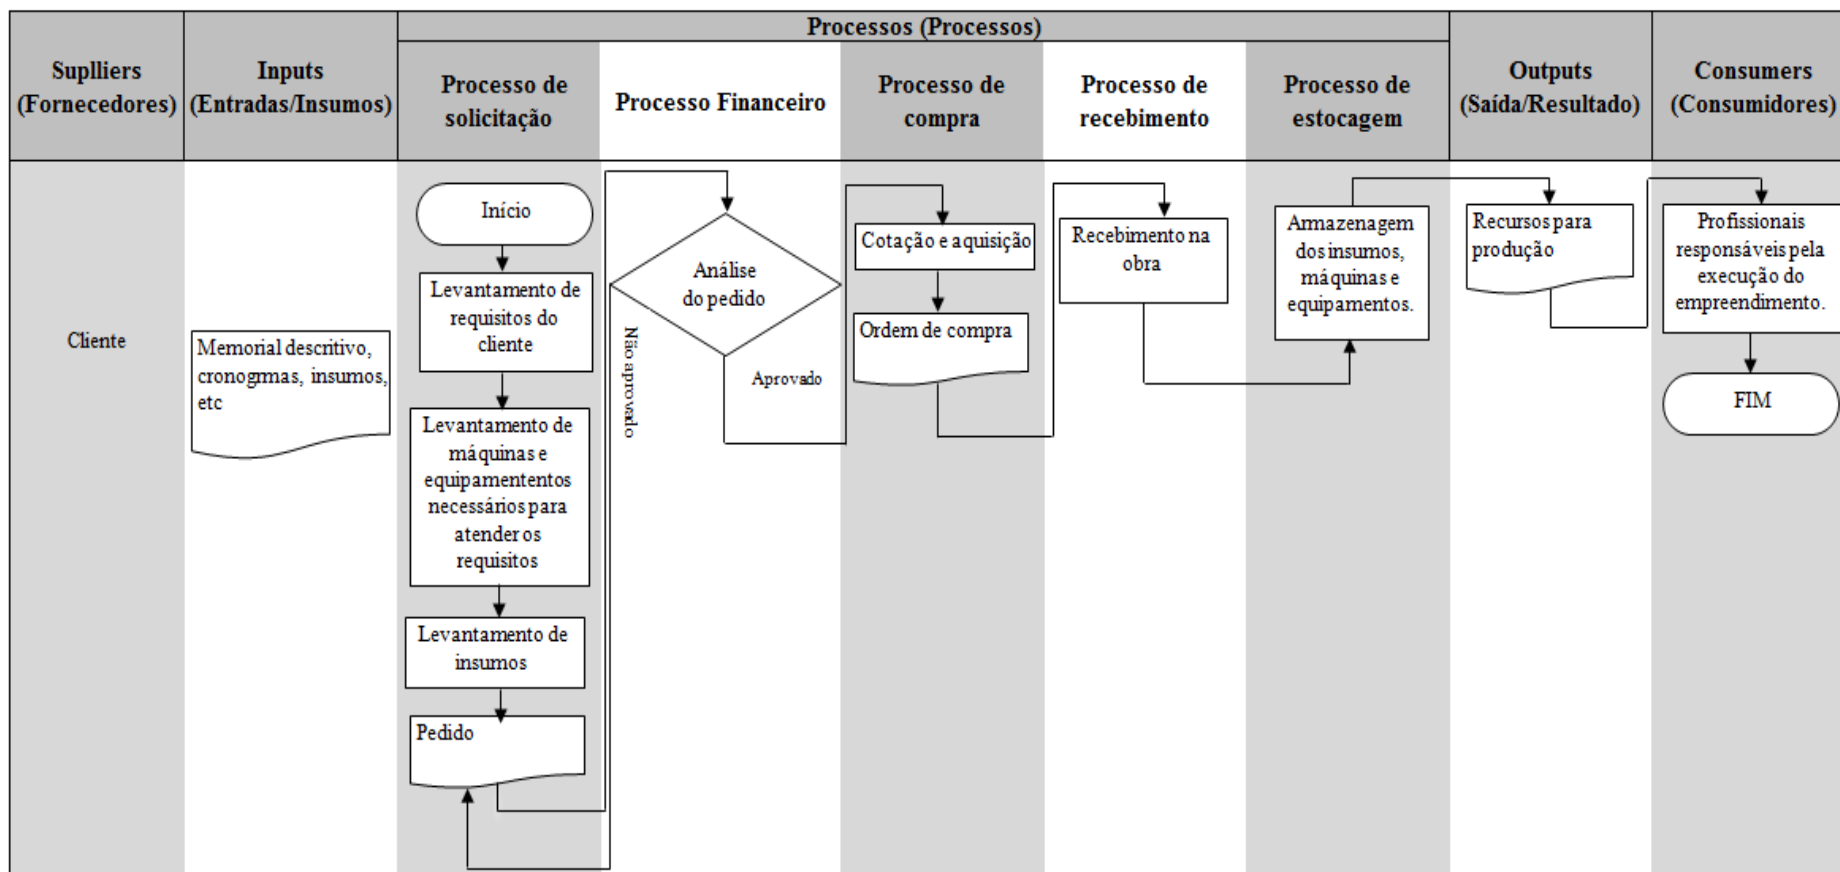 Processos (Processos)
Suplliers
(Fornecedores)
Inputs
(Entradas/Insumos)
Processo de
solicitação
Processo Financeiro
Processo de
compra
Processo de
recebimento
Processo de
estocagem
Outputs
(Saída/Resultado)
Consumers
(Consumidores)
Cliente
Memorial descritivo,
cronogrmas, insumos,
etc
Início
Levantamento de
requisitos do
cliente
Levantamento de
máquinas e
equipamententos
necessários para
atender os
requisitos
Levantamento de
insumos
Pedido
Análise
do pedido
Não aprovado
Aprovado
Cotação e aquisição
Ordem de compra
Recebimento na
obra
Armazenagem
dos insumos,
máquinas e
equipamentos.
Recursos para
produção
Profissionais
responsáveis pela
execução do
empreendimento.
FIM